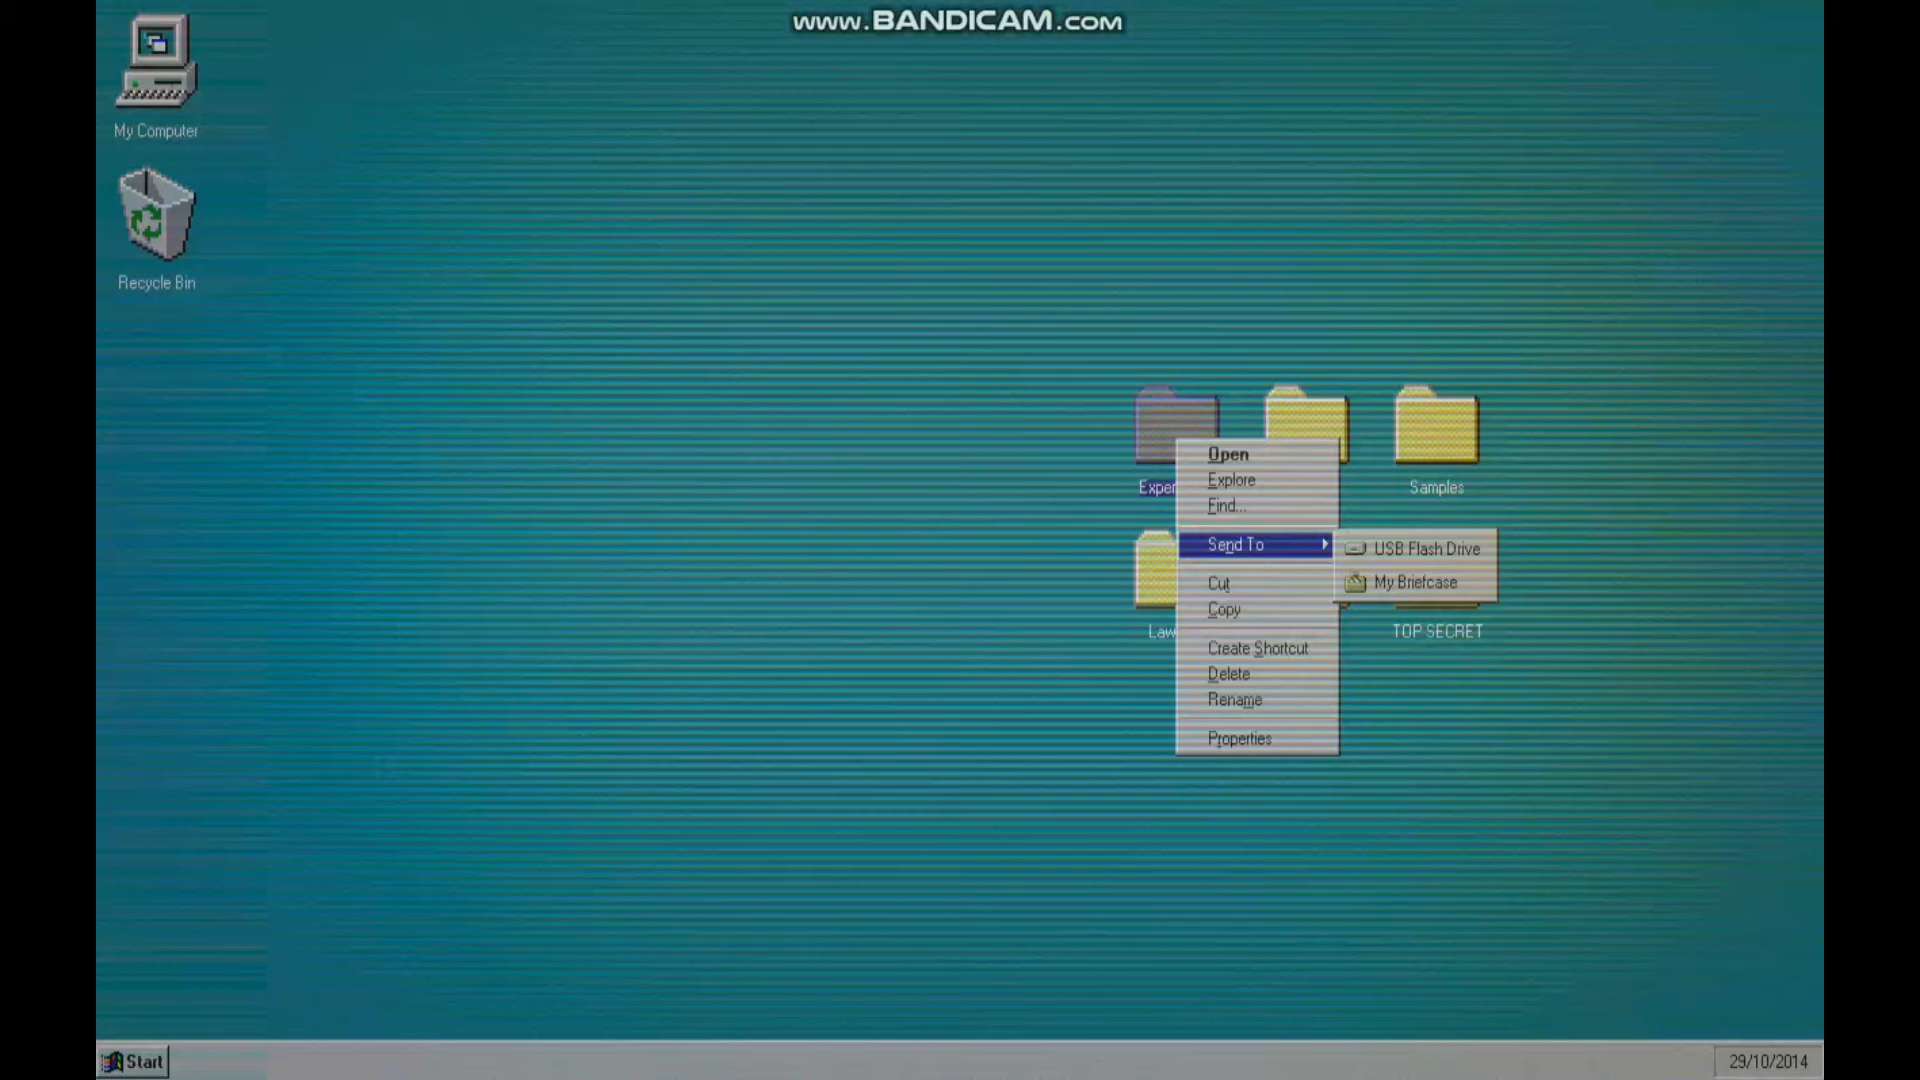 www.BANDICAM.com
My Computer
Recycle Bin
Samples
TOP SECRET
Open
Explore
Find...
Send To
USB Flash Drive
My Briefcase
Cut
Copy
Create Shortcut
Delete
Rename
Properties
Start
29/10/2014